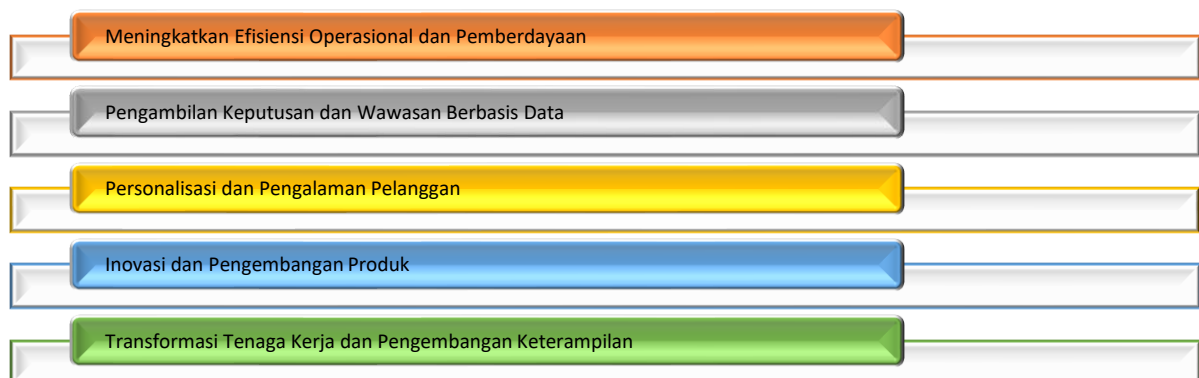 Meningkatkan Efisiensi Operasional dan Pemberdayaan
Pengambilan Keputusan dan Wawasan Berbasis Data
Personalisasi dan Pengalaman Pelanggan
Inovasi dan Pengembangan Produk
Transformasi Tenaga Kerja dan Pengembangan Keterampilan